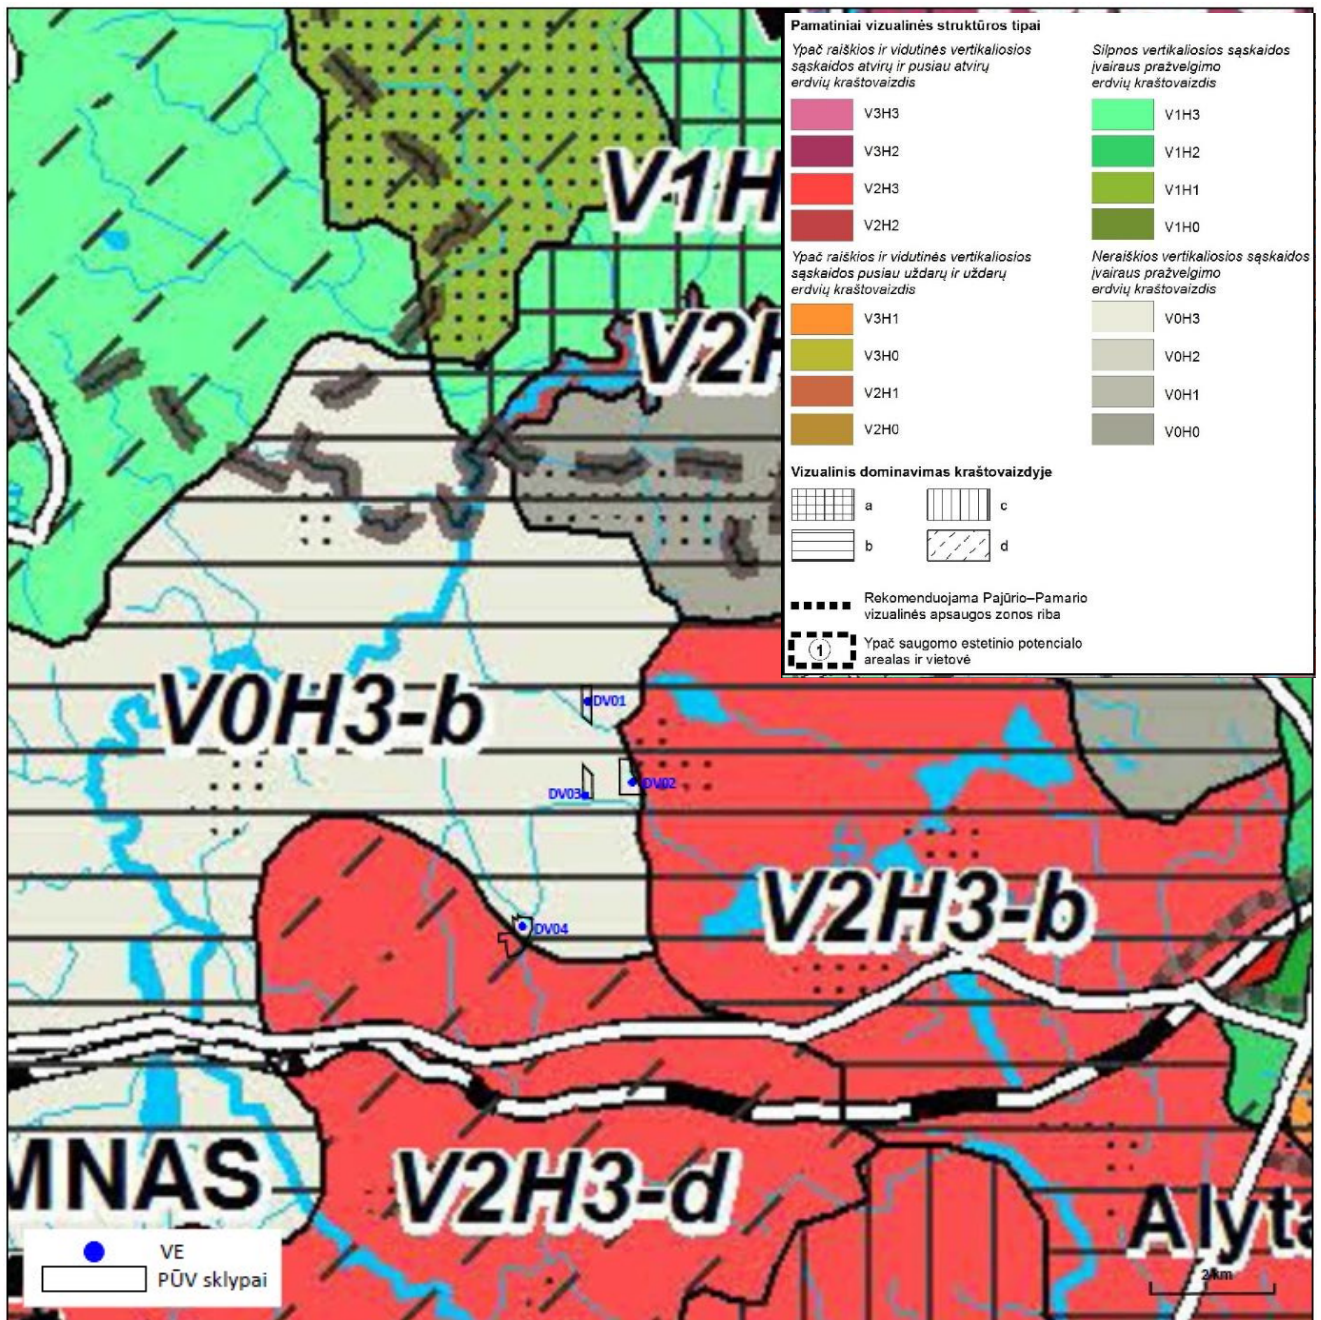 Pamatiniai vizualinės struktūros tipai
Ypač raiškios ir vidutinės vertikaliosios
sąskaidos atvirų ir pusiau atvirų
erdvių kraštovaizdis
V3H3
V3H2
V2H3
V2H2
Ypač raiškios ir vidutinės vertikaliosios
sąskaidos pusiau uždarų ir uždarų
erdvių kraštovaizdis
V3H1
V3H0
V2H1
V2H0
Silpnos vertikaliosios sąskaidos
įvairaus pražvelgimo
erdvių kraštovaizdis
V1H3
V1H2
V1H1
V1H0
Neraiškios vertikaliosios sąskaidos
įvairaus pražvelgimo
erdvių kraštovaizdis
V0H3
V0H2
V0H1
V0H0
Vizualinis dominavimas kraštovaizdyje
a
c
b
d
Rekomenduojama Pajūrio–Pamario
vizualinės apsaugos zonos riba
1
Ypač saugomo estetinio potencialo
arealas ir vietovė
V1H
V2H
V0H3-b
DV01
DV02
DV03
V2H3-b
DV04
MNAS
V2H3-d
Alyta
VE
PŪV sklypai
2 km